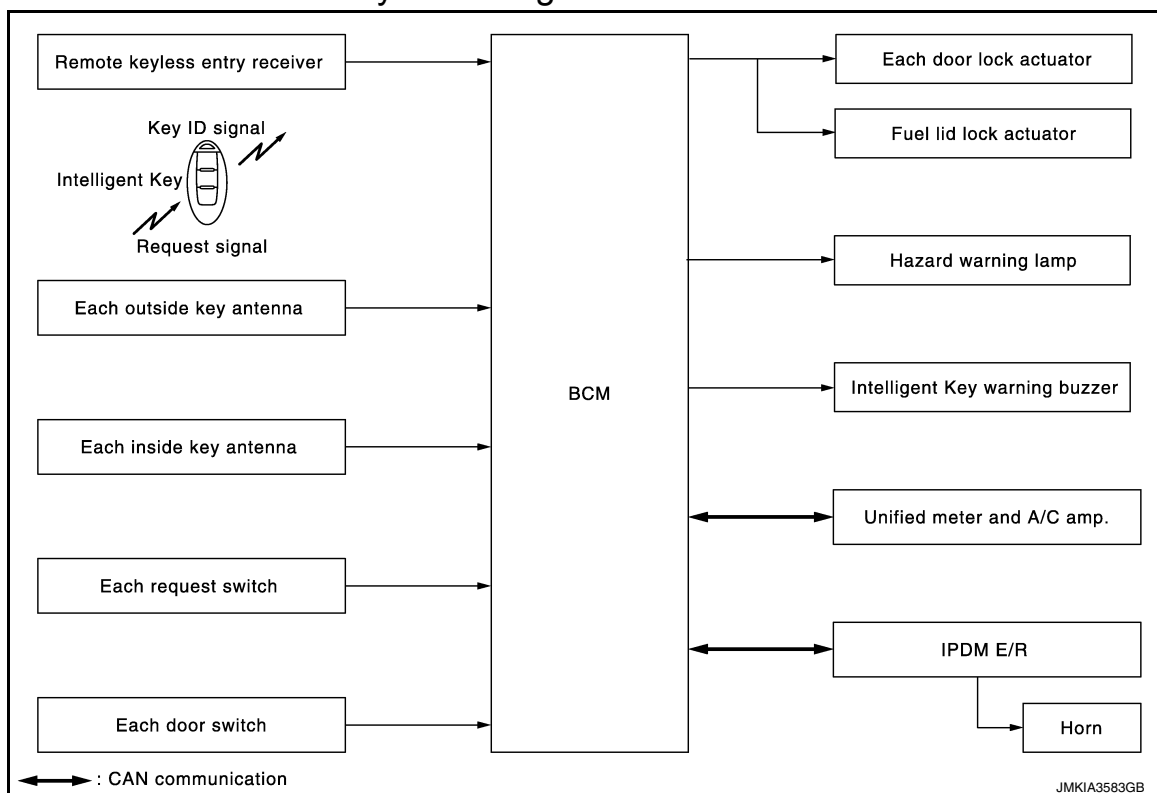 Remote keyless entry receiver
Key ID signal
Intelligent Key
Request signal
Each outside key antenna
Each inside key antenna
Each request switch
Each door switch
BCM
Each door lock actuator
Fuel lid lock actuator
Hazard warning lamp
Intelligent Key warning buzzer
Unified meter and A/C amp.
IPDM E/R
Horn
: CAN communication
JMKIA3583GB